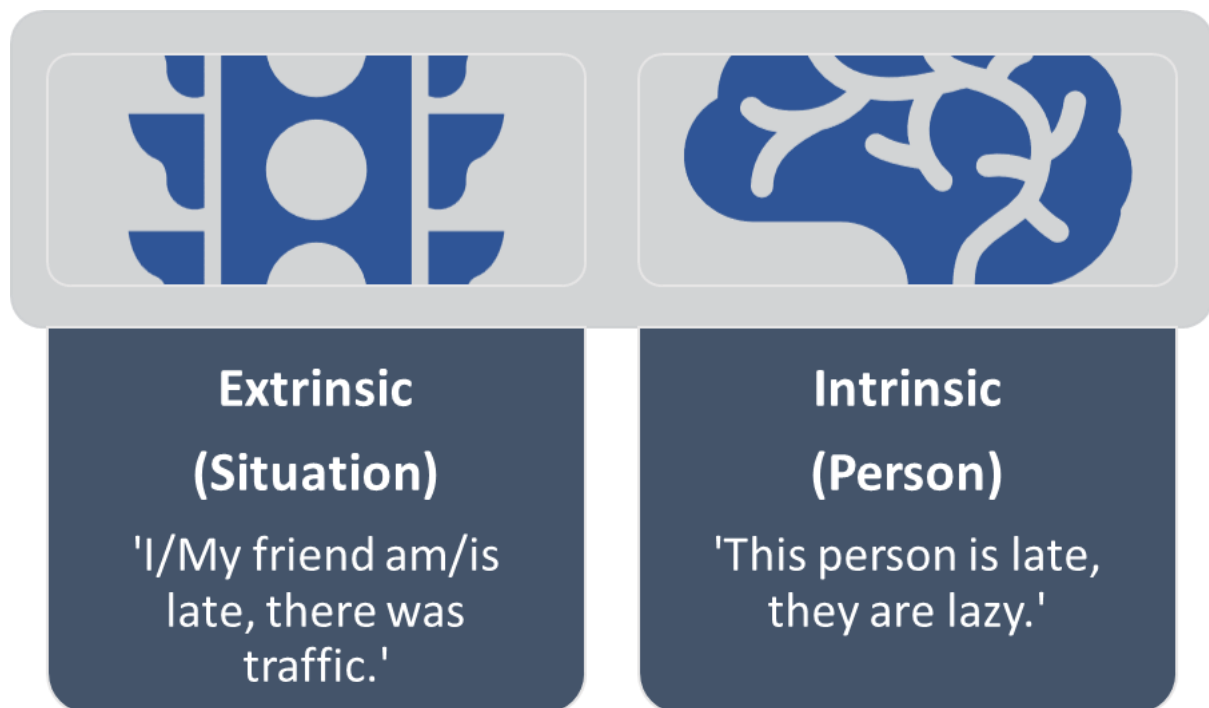 Extrinsic
(Situation)
'I/My friend am/is
late, there was
traffic.'
Intrinsic
(Person)
'This person is late,
they are lazy.'